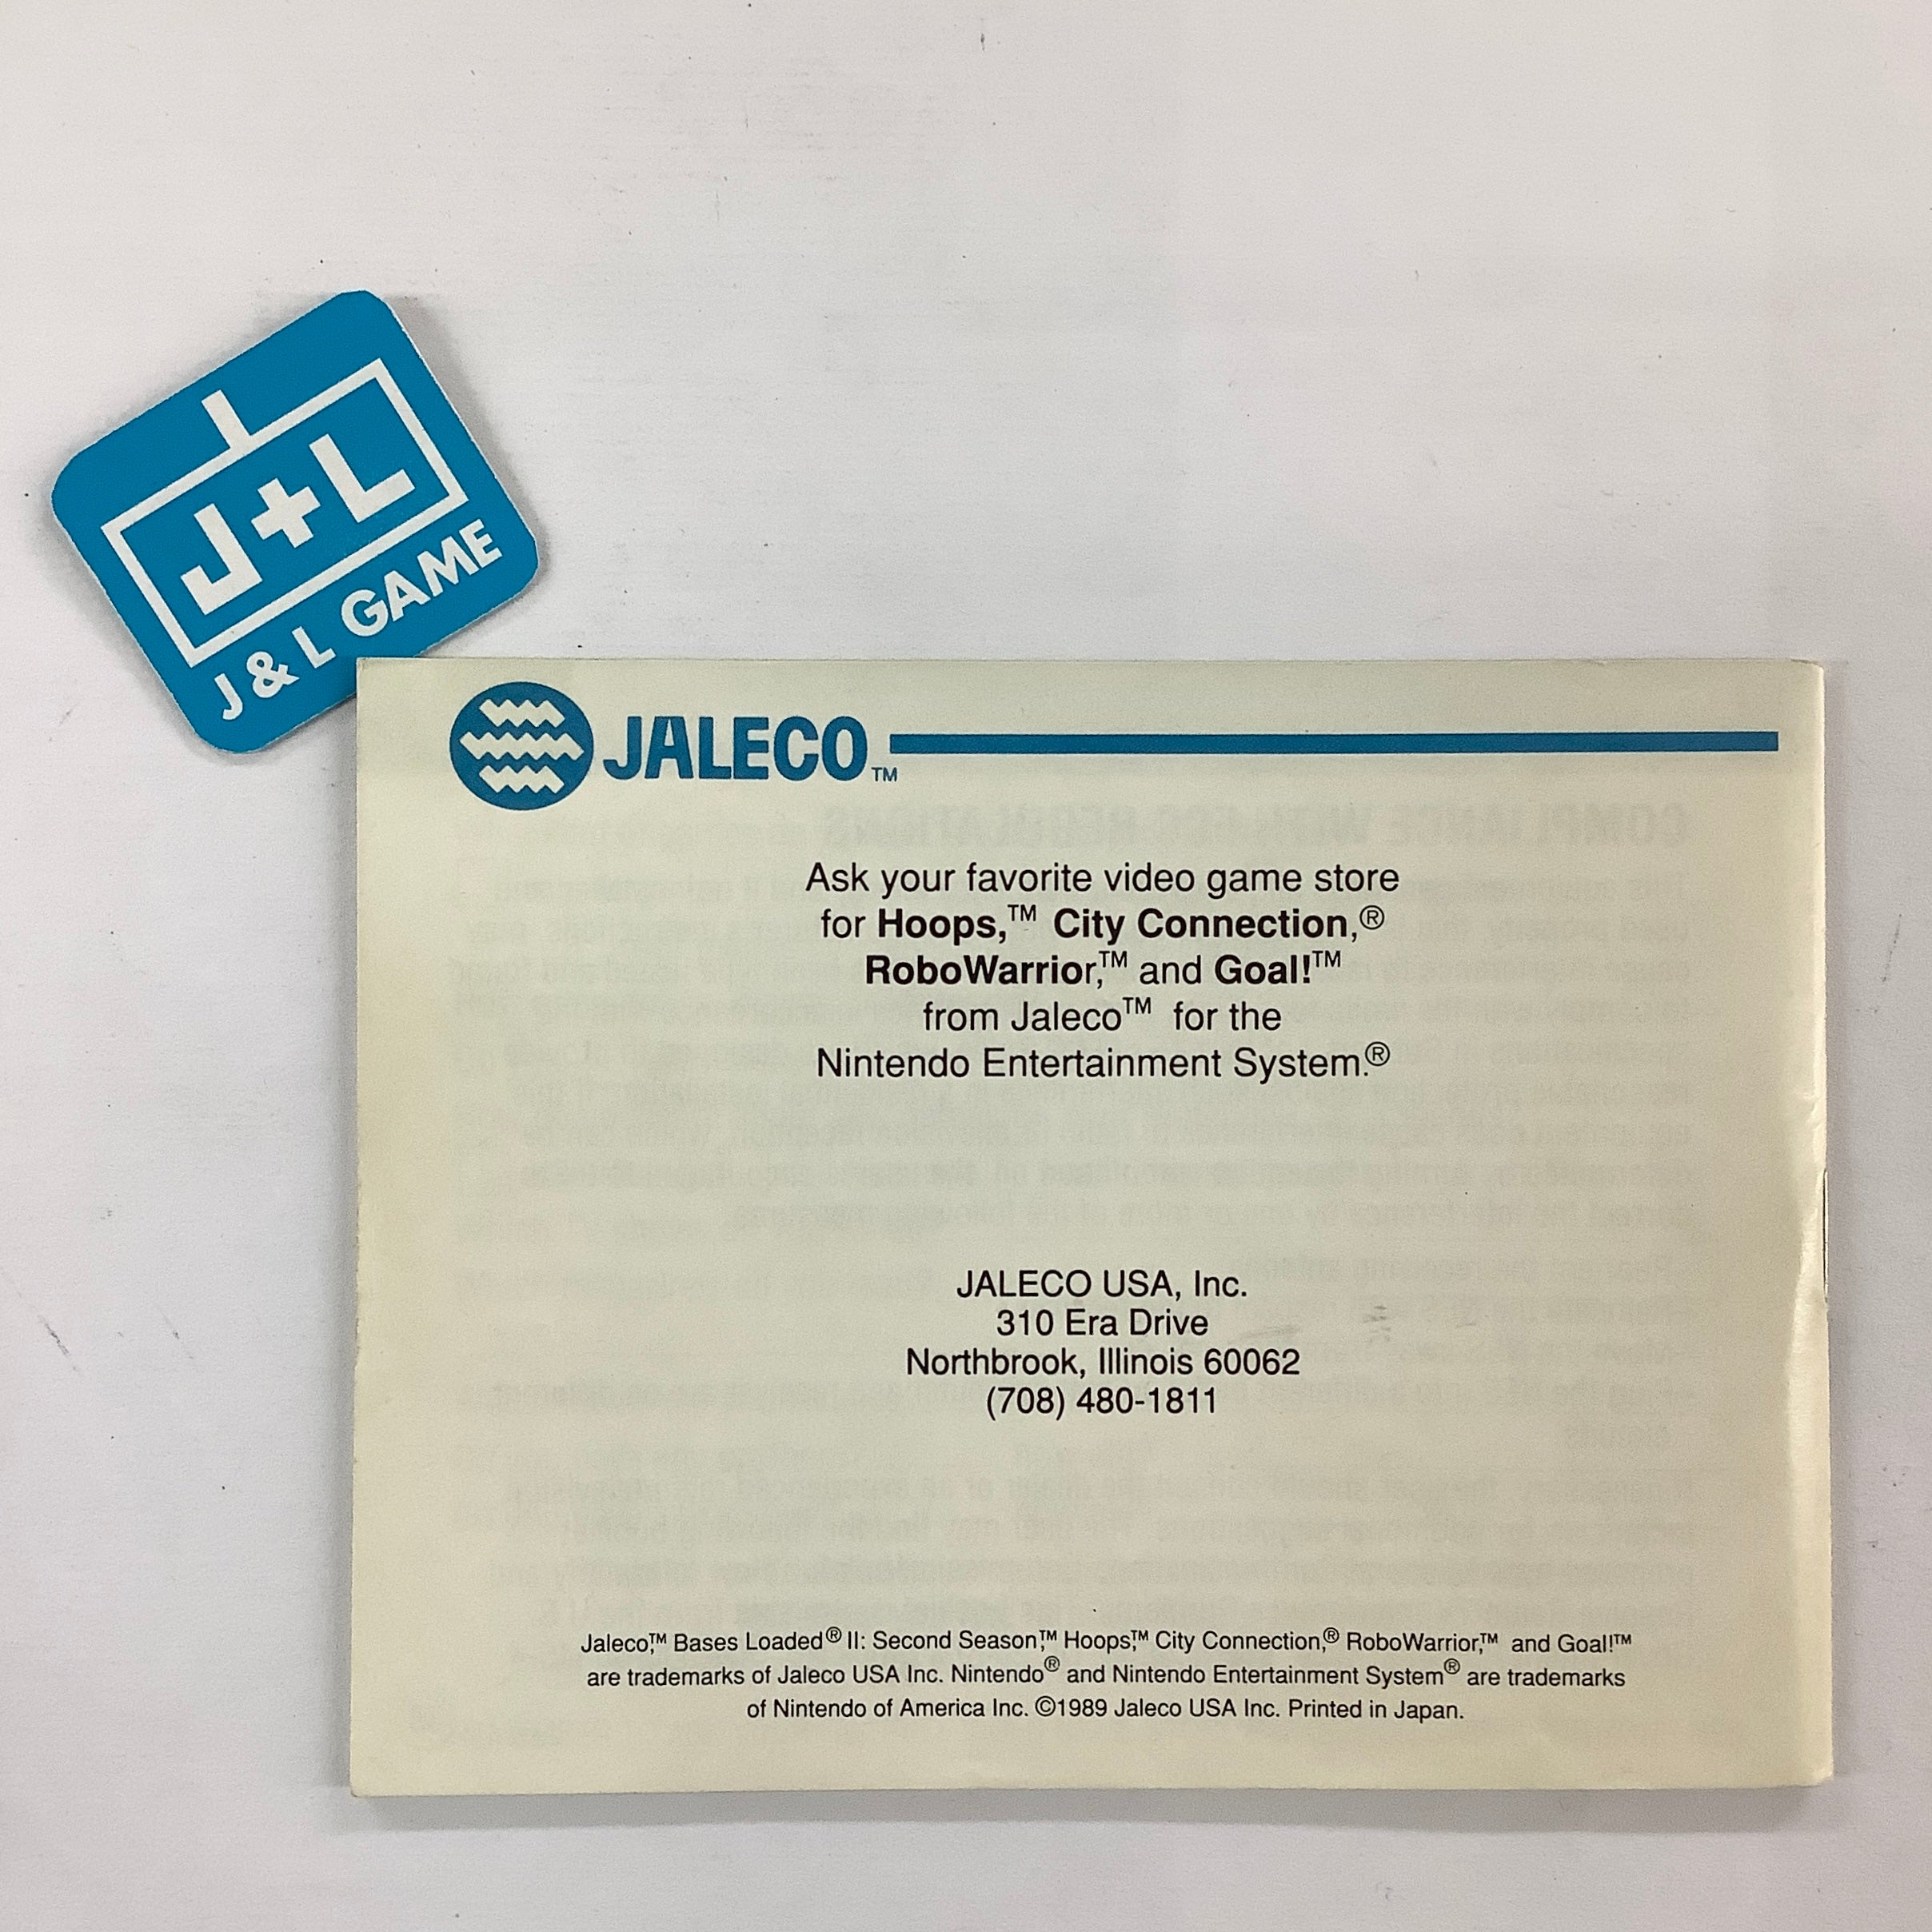 J+L
J & L GAME
JALECO™
Ask your favorite video game store
for Hoops,™ City Connection,®
RoboWarrior,™ and Goal!™
from Jaleco™ for the
Nintendo Entertainment System.®
JALECO USA, Inc.
310 Era Drive
Northbrook, Illinois 60062
(708) 480-1811
Jaleco,™ Bases Loaded® II: Second Season,™ Hoops,™ City Connection,® RoboWarrior,™ and Goal!™
are trademarks of Jaleco USA Inc. Nintendo® and Nintendo Entertainment System® are trademarks
of Nintendo of America Inc. ©1989 Jaleco USA Inc. Printed in Japan.